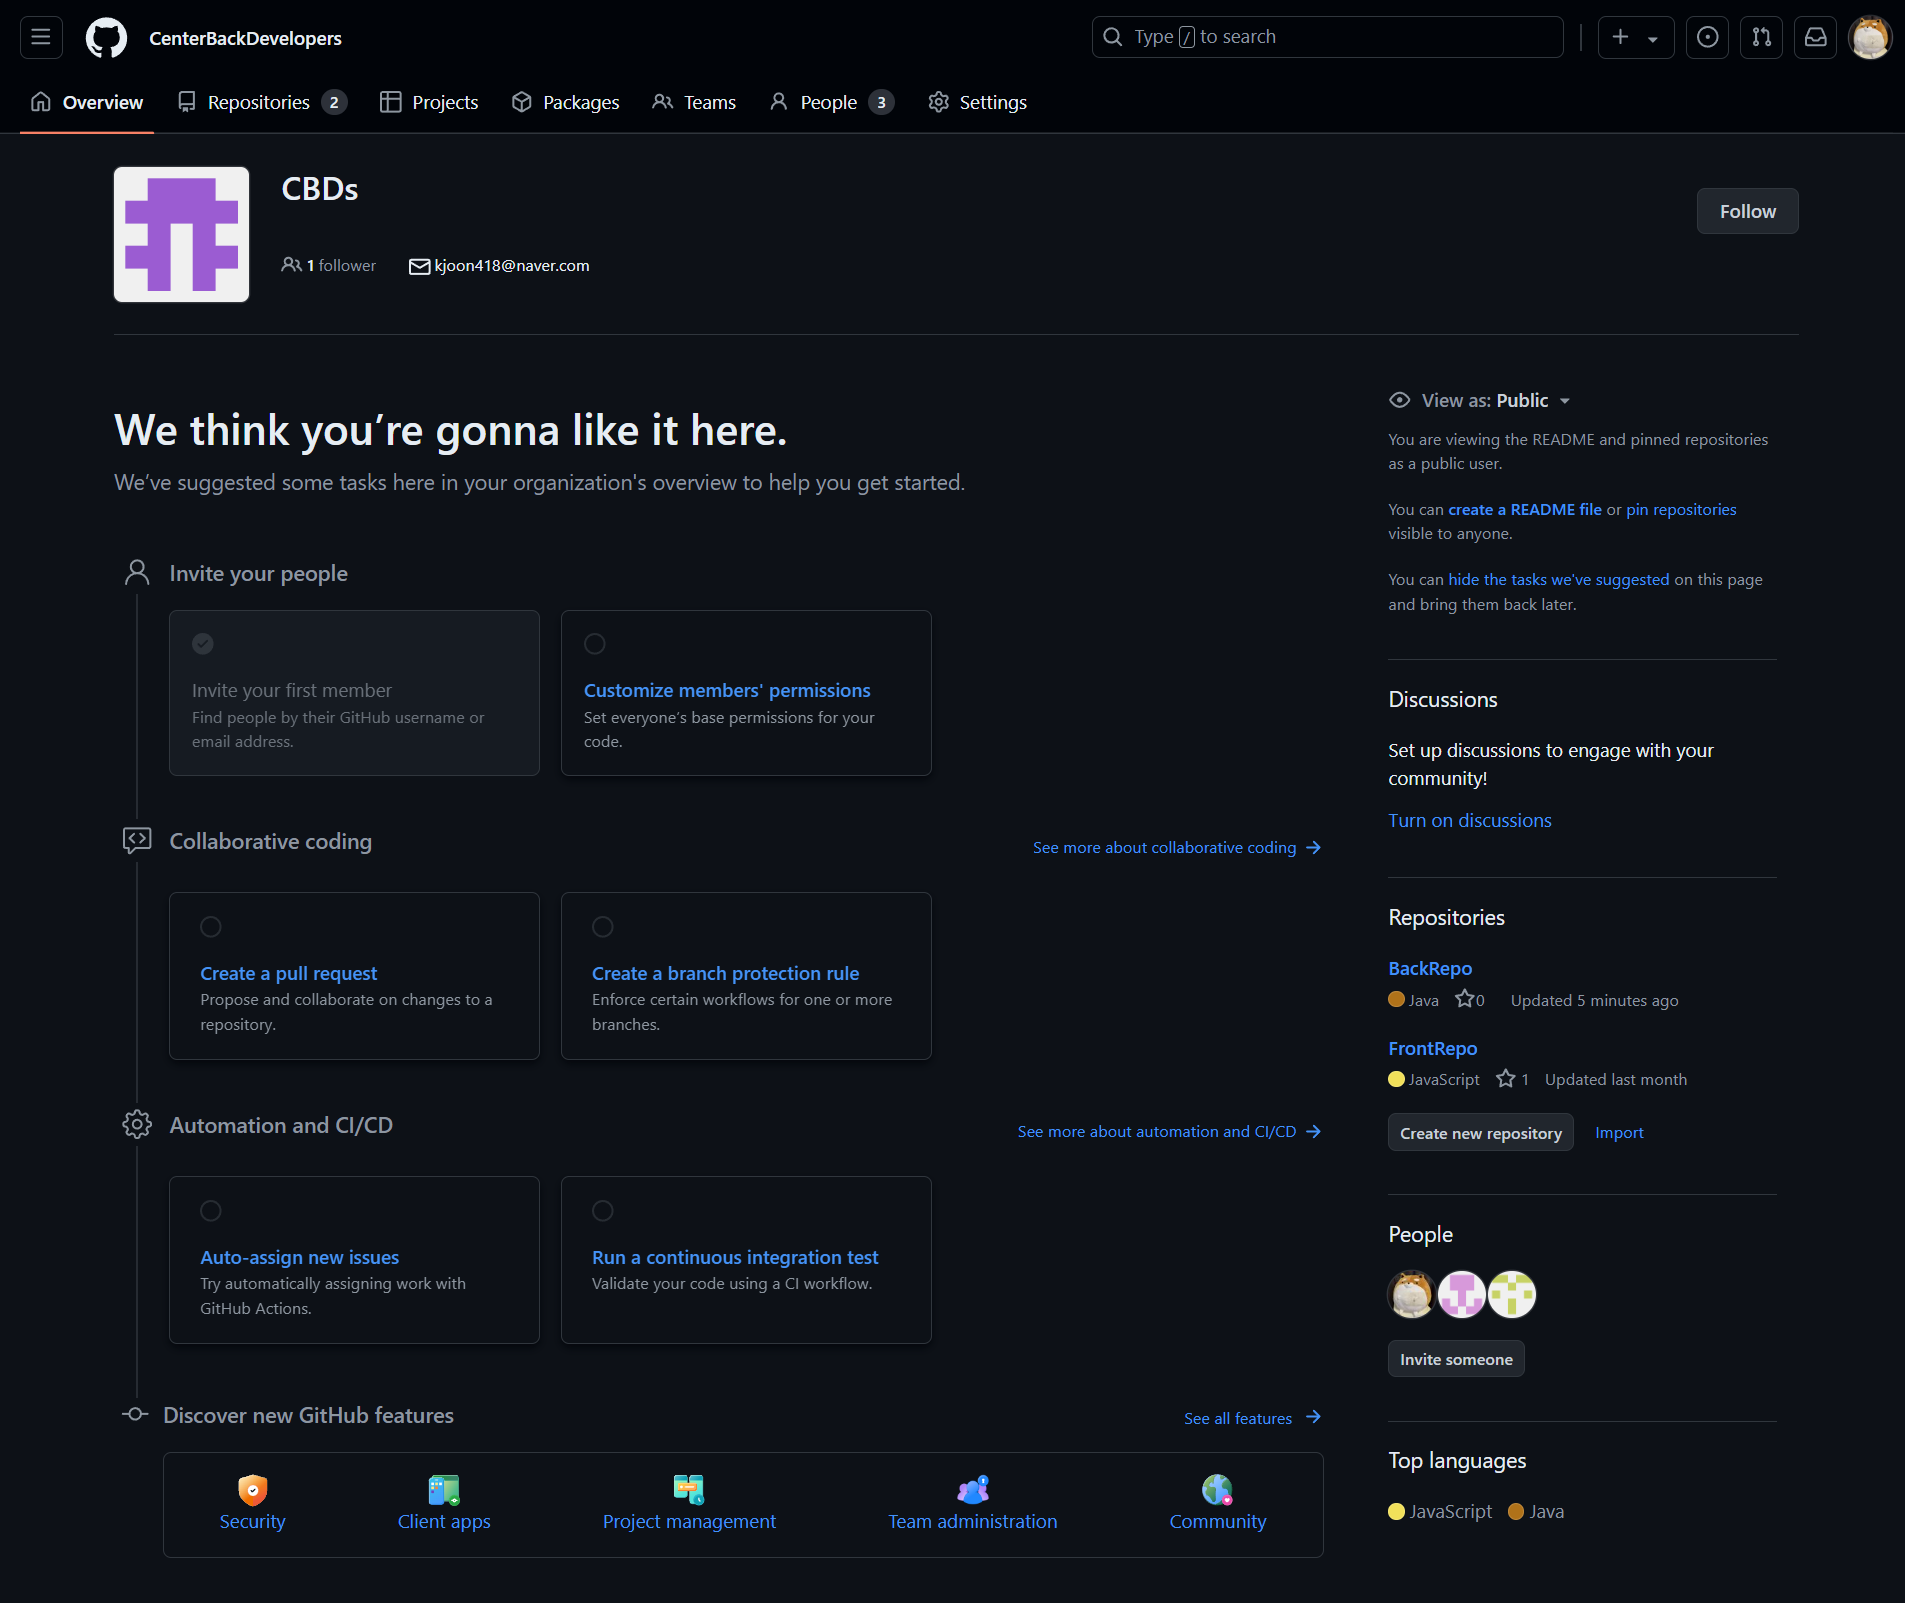 CenterBackDevelopers
Type / to search
Overview
Repositories 2
Projects
Packages
Teams
People 3
Settings
CBDs
Follow
1 follower
kjoon418@naver.com
We think you’re gonna like it here.
We’ve suggested some tasks here in your organization's overview to help you get started.
Invite your people
Invite your first member
Find people by their GitHub username or
email address.
Customize members' permissions
Set everyone’s base permissions for your
code.
Collaborative coding
See more about collaborative coding
Create a pull request
Propose and collaborate on changes to a
repository.
Create a branch protection rule
Enforce certain workflows for one or more
branches.
Automation and CI/CD
See more about automation and CI/CD
Auto-assign new issues
Try automatically assigning work with
GitHub Actions.
Run a continuous integration test
Validate your code using a CI workflow.
Discover new GitHub features
See all features
Security
Client apps
Project management
Team administration
Community
View as: Public
You are viewing the README and pinned repositories
as a public user.
You can create a README file or pin repositories
visible to anyone.
You can hide the tasks we've suggested on this page
and bring them back later.
Discussions
Set up discussions to engage with your
community!
Turn on discussions
Repositories
BackRepo
Java 0 Updated 5 minutes ago
FrontRepo
JavaScript 1 Updated last month
Create new repository
Import
People
Invite someone
Top languages
JavaScript Java